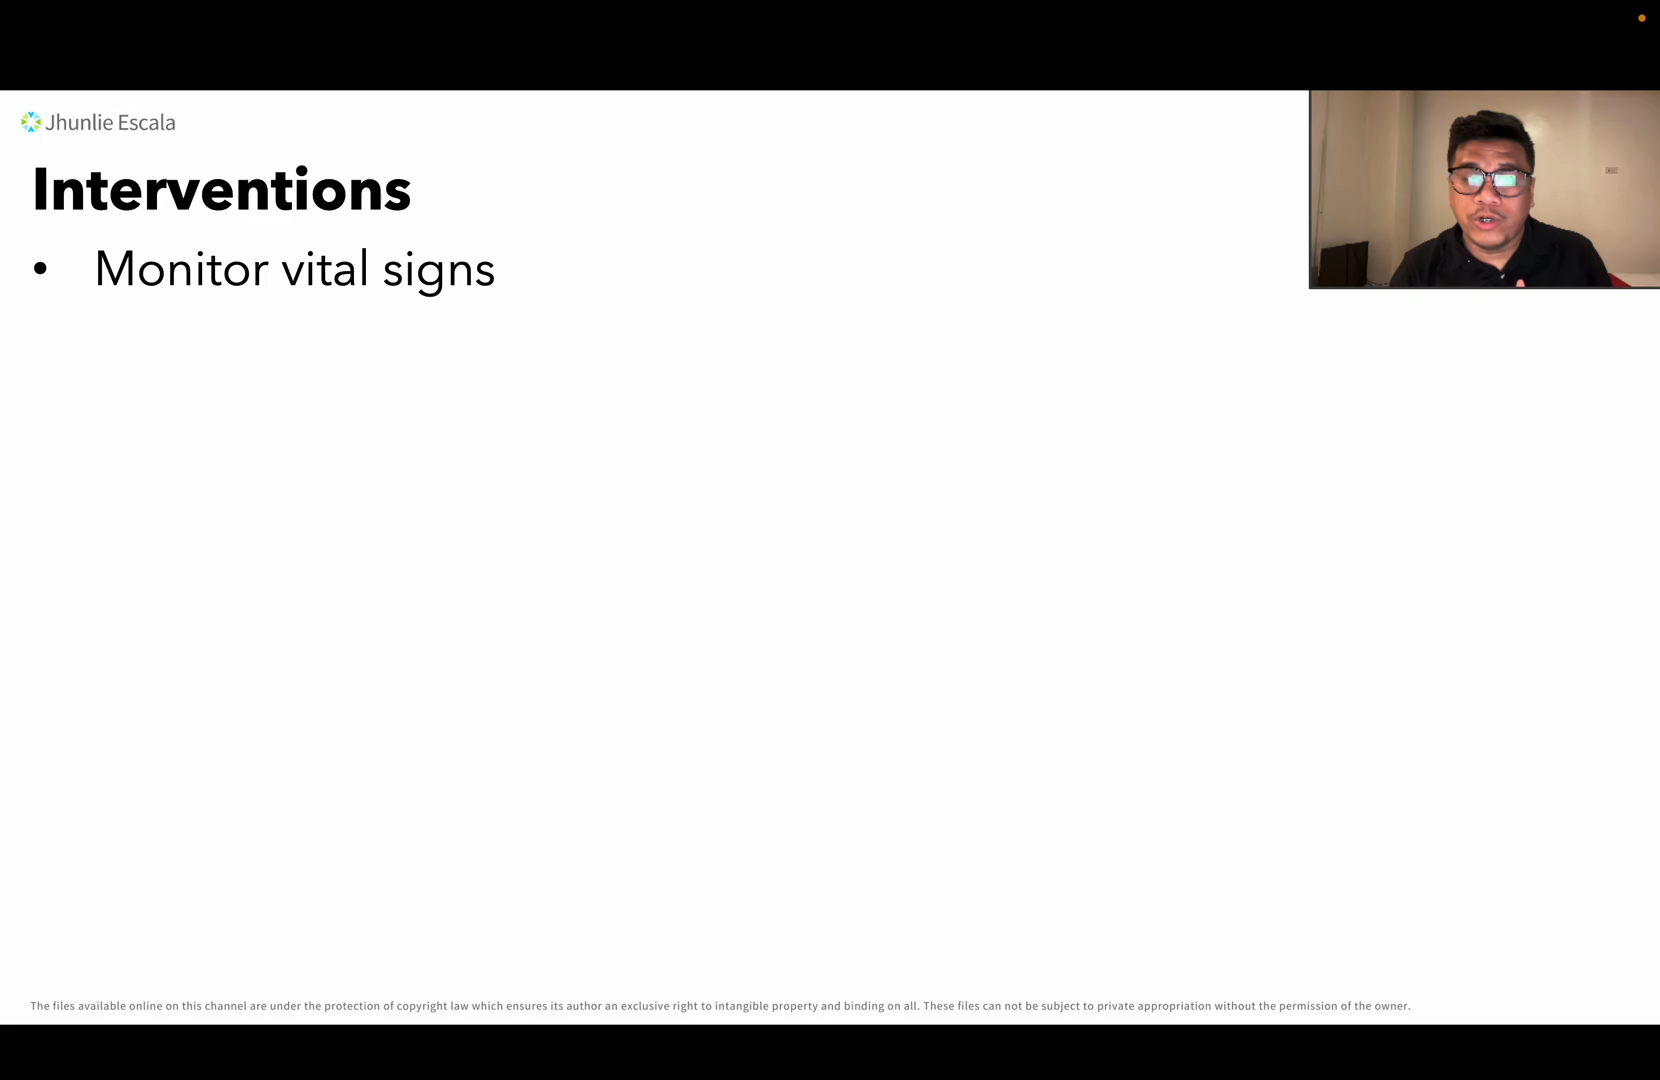 Jhunlie Escala
Interventions
• Monitor vital signs
The files available online on this channel are under the protection of copyright law which ensures its author an exclusive right to intangible property and binding on all. These files can not be subject to private appropriation without the permission of the owner.